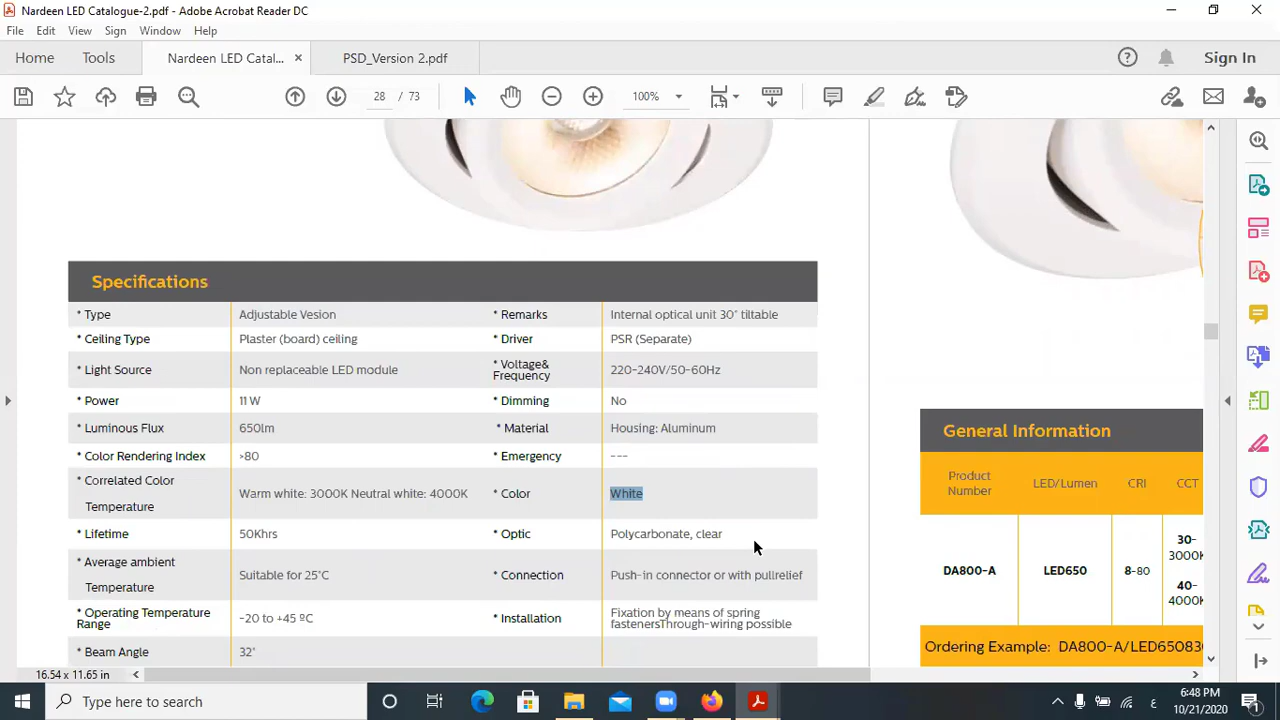 Nardeen LED Catalogue-2.pdf - Adobe Acrobat Reader DC
File Edit View Sign Window Help
Home Tools Nardeen LED Catal... × PSD_Version 2.pdf Sign In
28 / 73 100%
Specifications
* Type Adjustable Vesion * Remarks Internal optical unit 30° tiltable
* Ceiling Type Plaster (board) ceiling * Driver PSR (Separate)
* Light Source Non replaceable LED module * Voltage& Frequency 220-240V/50-60Hz
* Power 11 W * Dimming No
* Luminous Flux 650lm * Material Housing: Aluminum
* Color Rendering Index >80 * Emergency ---
* Correlated Color
Temperature Warm white: 3000K Neutral white: 4000K * Color White
* Lifetime 50Khrs * Optic Polycarbonate, clear
* Average ambient
Temperature Suitable for 25°C * Connection Push-in connector or with pullrelief
* Operating Temperature
Range -20 to +45 ºC * Installation Fixation by means of spring
fastenersThrough-wiring possible
* Beam Angle 32°
General Information
Product
Number LED/Lumen CRI CCT
DA800-A LED650 8-80 30-
3000K
40-
4000K
Ordering Example: DA800-A/LED65083
16.54 x 11.65 in
Type here to search
ع
6:48 PM
10/21/2020
1